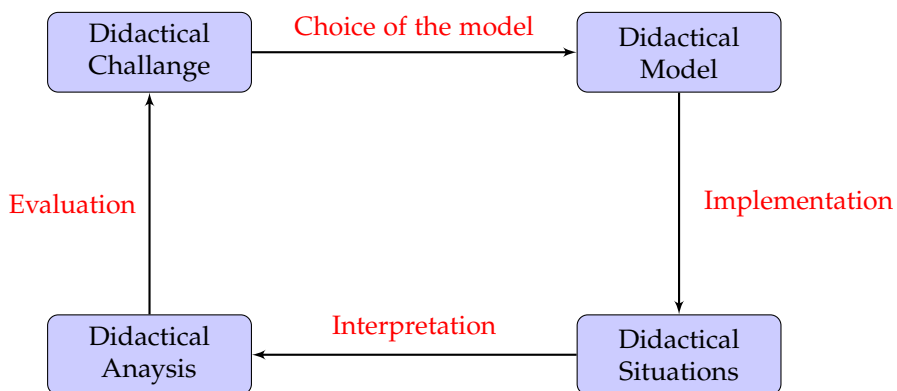 Didactical
Challange
Choice of the model
Didactical
Model
Evaluation
Implementation
Didactical
Anaysis
Interpretation
Didactical
Situations